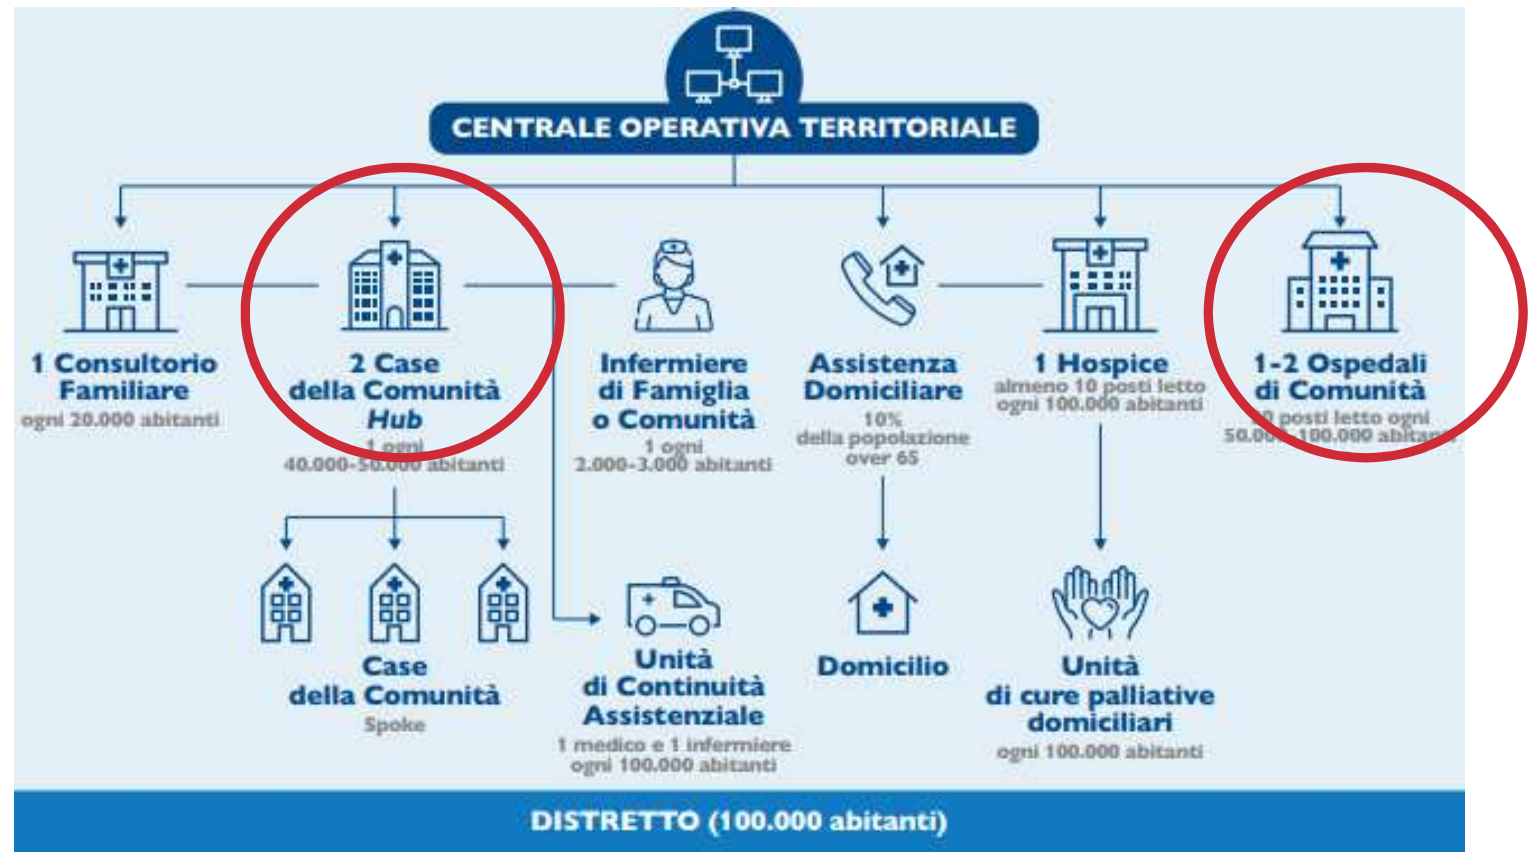 CENTRALE OPERATIVA TERRITORIALE
1 Consultorio
Familiare
ogni 20.000 abitanti
2 Case
della Comunità
Hub
1 ogni
40.000-50.000 abitanti
Infermiere
di Famiglia
o Comunità
1 ogni
2.000-3.000 abitanti
Assistenza
Domiciliare
10%
della popolazione
over 65
1 Hospice
almeno 10 posti letto
ogni 100.000 abitanti
1-2 Ospedali
di Comunità
posti letto ogni
50.000-100.000 abitanti
Case
della Comunità
Spoke
Unità
di Continuità
Assistenziale
1 medico e 1 infermiere
ogni 100.000 abitanti
Domicilio
Unità
di cure palliative
domiciliari
ogni 100.000 abitanti
DISTRETTO (100.000 abitanti)